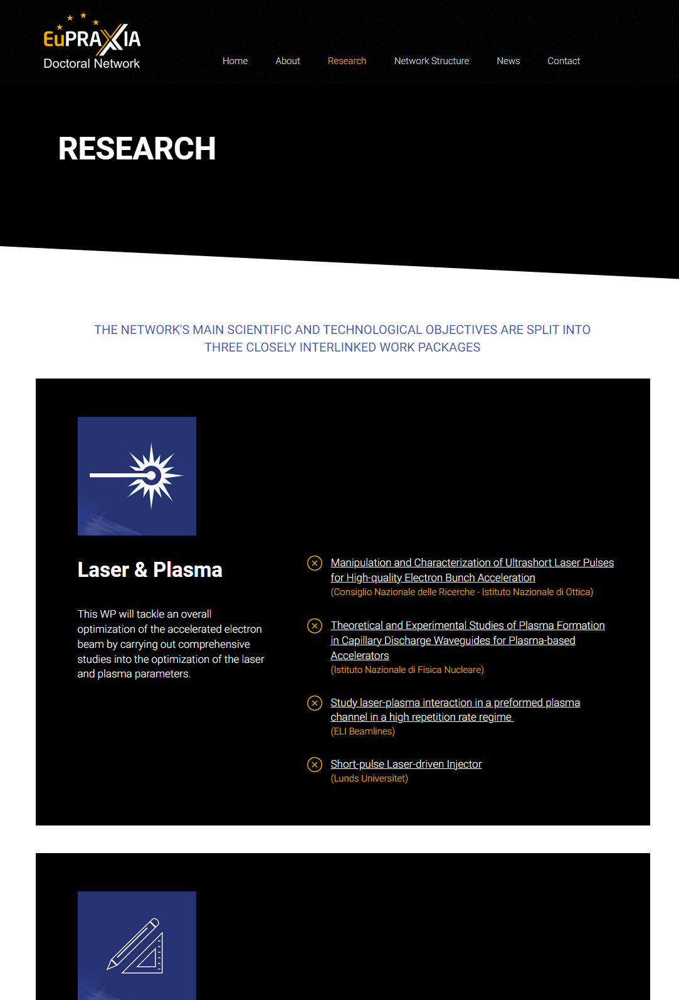 EuPRAXIA
Doctoral Network
Home About Research Network Structure News Contact
RESEARCH
THE NETWORK'S MAIN SCIENTIFIC AND TECHNOLOGICAL OBJECTIVES ARE SPLIT INTO
THREE CLOSELY INTERLINKED WORK PACKAGES
Laser & Plasma
This WP will tackle an overall
optimization of the accelerated electron
beam by carrying out comprehensive
studies into the optimization of the laser
and plasma parameters.
Manipulation and Characterization of Ultrashort Laser Pulses
for High-quality Electron Bunch Acceleration
(Consiglio Nazionale delle Ricerche - Istituto Nazionale di Ottica)
Theoretical and Experimental Studies of Plasma Formation
in Capillary Discharge Waveguides for Plasma-based
Accelerators
(Istituto Nazionale di Fisica Nucleare)
Study laser-plasma interaction in a preformed plasma
channel in a high repetition rate regime
(ELI Beamlines)
Short-pulse Laser-driven Injector
(Lunds Universitet)